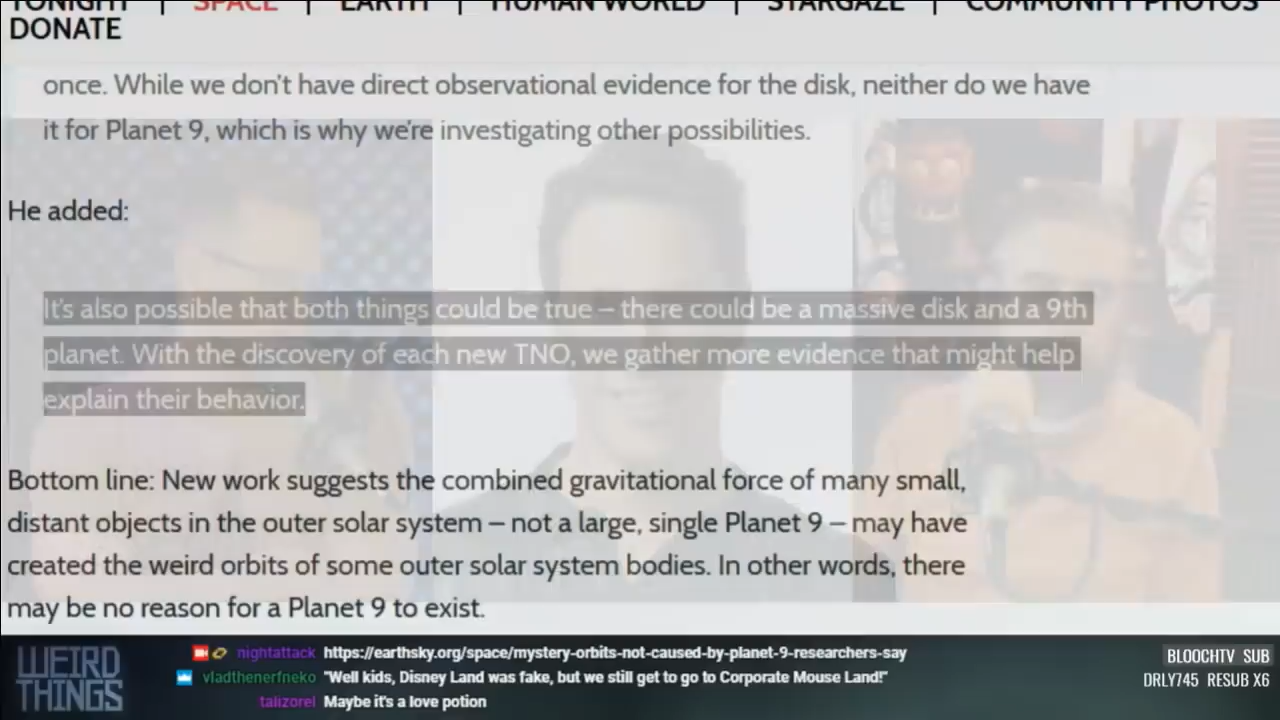 TONIGHT | SPACE | EARTH | HUMAN WORLD | STARGAZE | COMMUNITY PHOTOS
DONATE
once. While we don't have direct observational evidence for the disk, neither do we have
it for Planet 9, which is why we're investigating other possibilities.
He added:
It's also possible that both things could be true – there could be a massive disk and a 9th
planet. With the discovery of each new TNO, we gather more evidence that might help
explain their behavior.
Bottom line: New work suggests the combined gravitational force of many small,
distant objects in the outer solar system – not a large, single Planet 9 – may have
created the weird orbits of some outer solar system bodies. In other words, there
may be no reason for a Planet 9 to exist.
WEIRD
THINGS
nightattack https://earthsky.org/space/mystery-orbits-not-caused-by-planet-9-researchers-say
vladthenerfneko "Well kids, Disney Land was fake, but we still get to go to Corporate Mouse Land!"
talizorel Maybe it's a love potion
BLOOCHTV SUB
DRLY745 RESUB X6